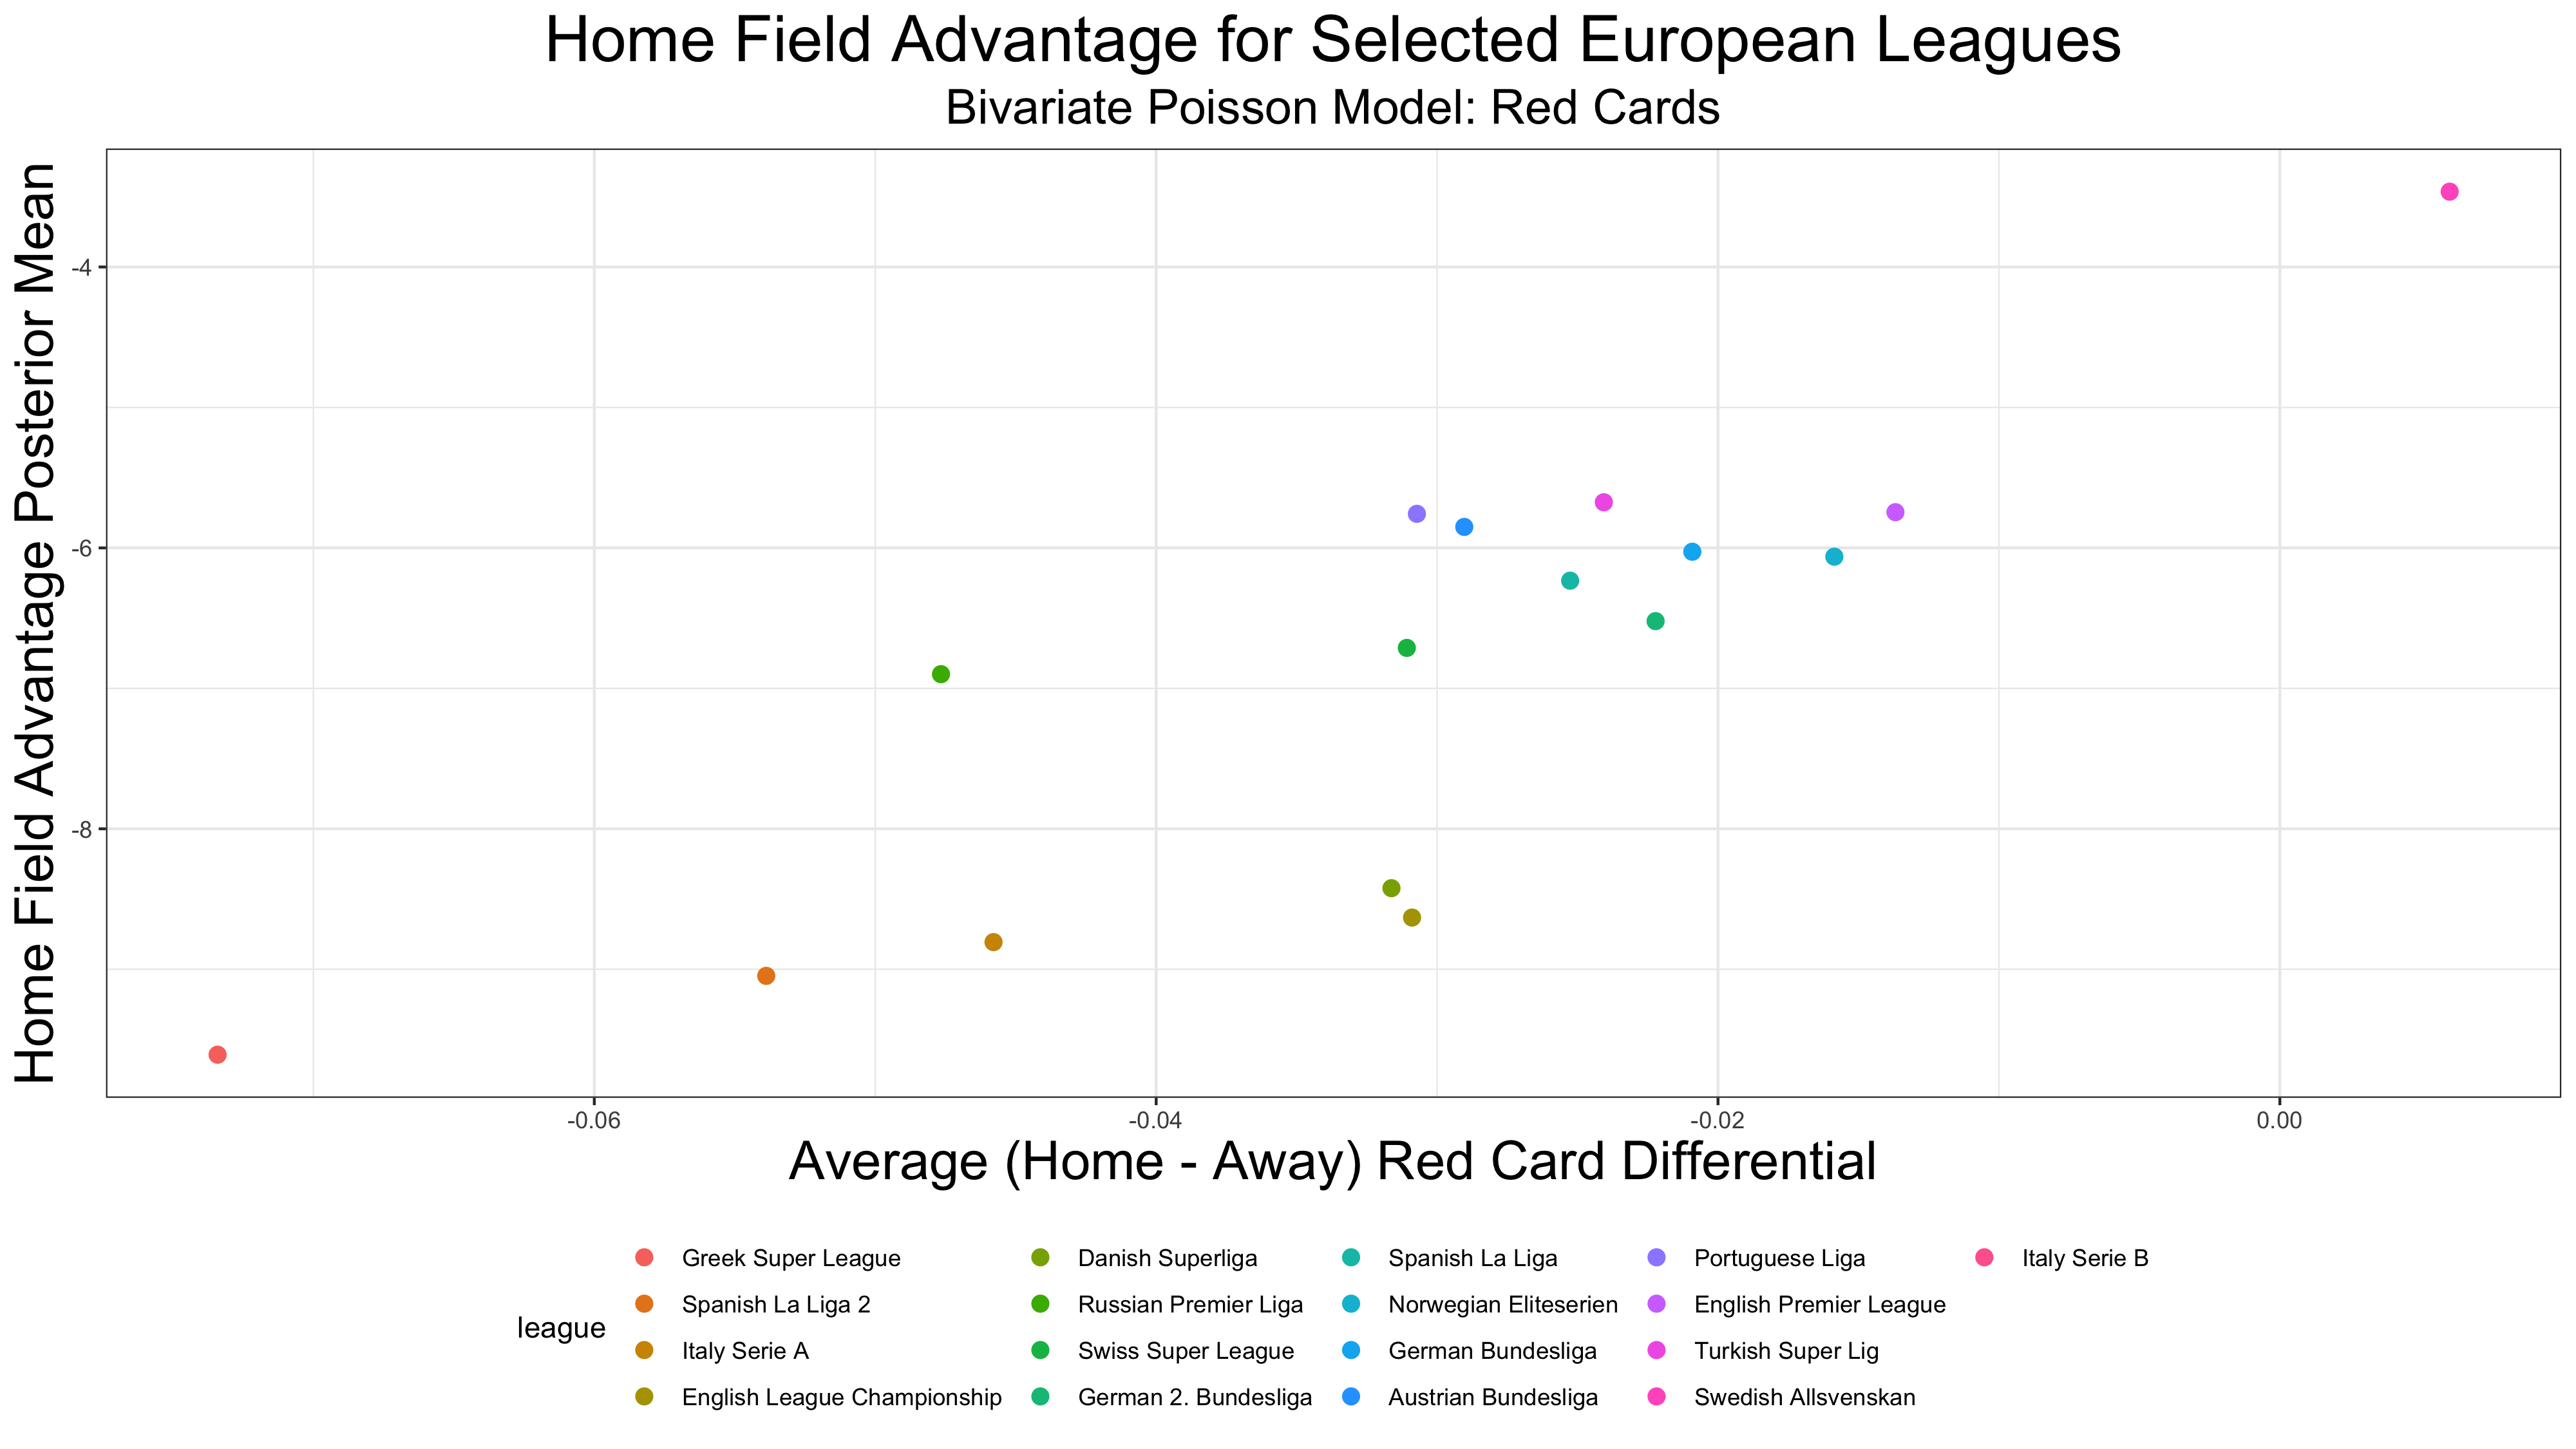 Home Field Advantage for Selected European Leagues
Bivariate Poisson Model: Red Cards
Home Field Advantage Posterior Mean
-4
-6
-8
-0.06
-0.04
-0.02
0.00
Average (Home - Away) Red Card Differential
league
Greek Super League
Spanish La Liga 2
Italy Serie A
English League Championship
Danish Superliga
Russian Premier Liga
Swiss Super League
German 2. Bundesliga
Spanish La Liga
Norwegian Eliteserien
German Bundesliga
Austrian Bundesliga
Portuguese Liga
English Premier League
Turkish Super Lig
Swedish Allsvenskan
Italy Serie B